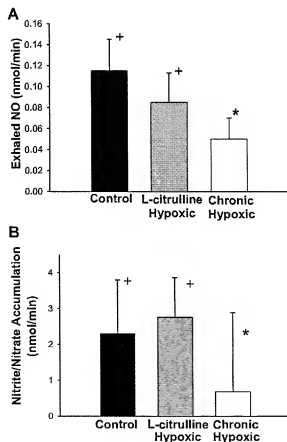 A
Exhaled NO (nmol/min)
0.16
0.14
0.12
0.10
0.08
0.06
0.04
0.02
0.00
+
+
*
Control
L-citrulline
Hypoxic
Chronic
Hypoxic
B
Nitrite/Nitrate Accumulation
(nmol/min)
4
3
2
1
0
+
+
*
Control
L-citrulline
Hypoxic
Chronic
Hypoxic